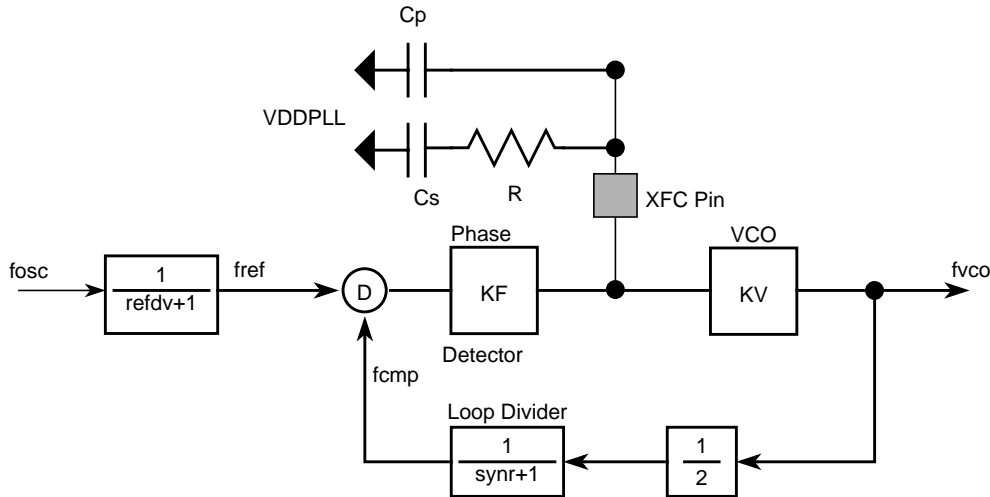 Cp
VDDPLL
Cs
R
XFC Pin
Phase
VCO
fosc
1
refdv+1
fref
D
KF
KV
fvco
Detector
fcmp
Loop Divider
1
synr+1
1
2